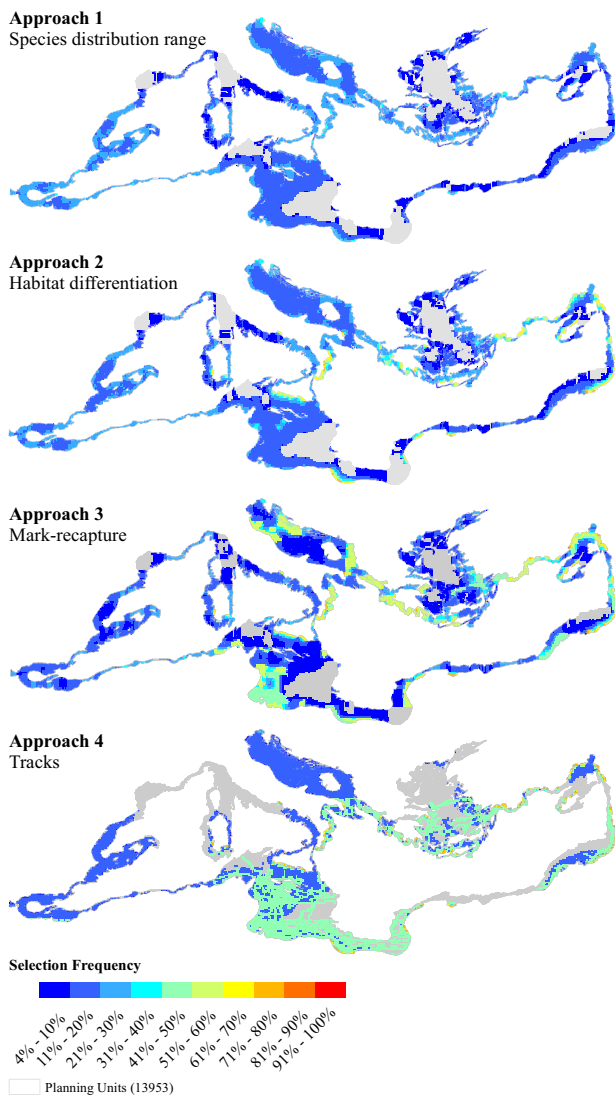 Approach 1
Species distribution range
Approach 2
Habitat differentiation
Approach 3
Mark-recapture
Approach 4
Tracks
Selection Frequency
4% - 10%
11% - 20%
21% - 30%
31% - 40%
41% - 50%
51% - 60%
61% - 70%
71% - 80%
81% - 90%
91% - 100%
Planning Units (13953)